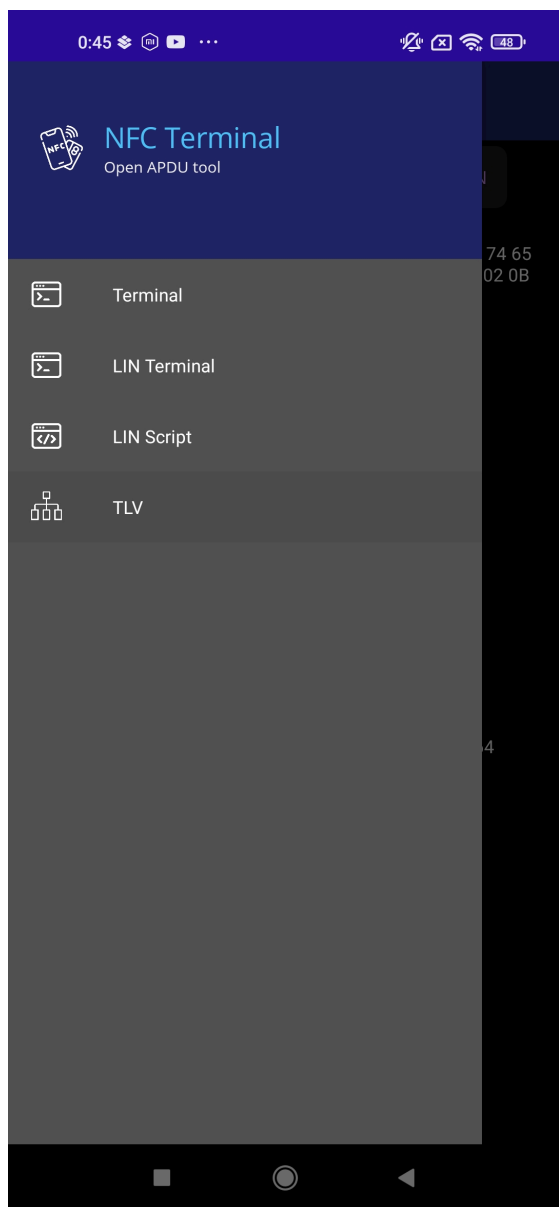 0:45
48
NFC Terminal
Open APDU tool
N
74 65
02 0B
Terminal
LIN Terminal
LIN Script
TLV